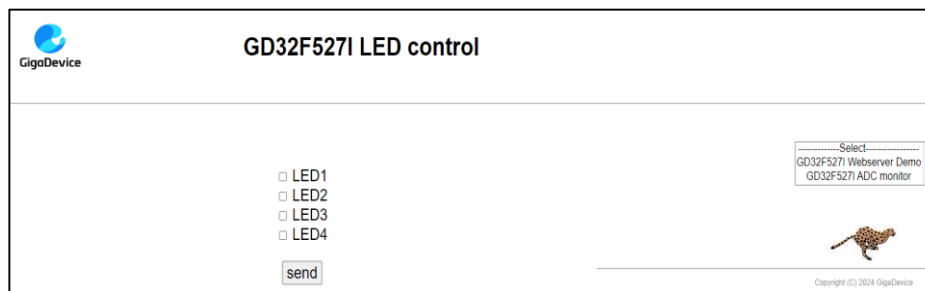 GigaDevice
GD32F527I LED control
-------------Select-----------------
GD32F527I Webserver Demo
GD32F527I ADC monitor
LED1
LED2
LED3
LED4
send
Copyright (C) 2024 GigaDevice